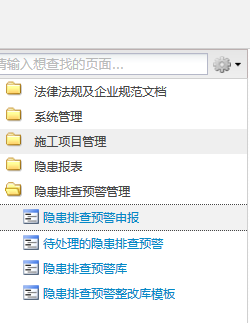 请输入想查找的页面...
法律法规及企业规范文档
系统管理
施工项目管理
隐患报表
隐患排查预警管理
隐患排查预警申报
待处理的隐患排查预警
隐患排查预警库
隐患排查预警整改库模板